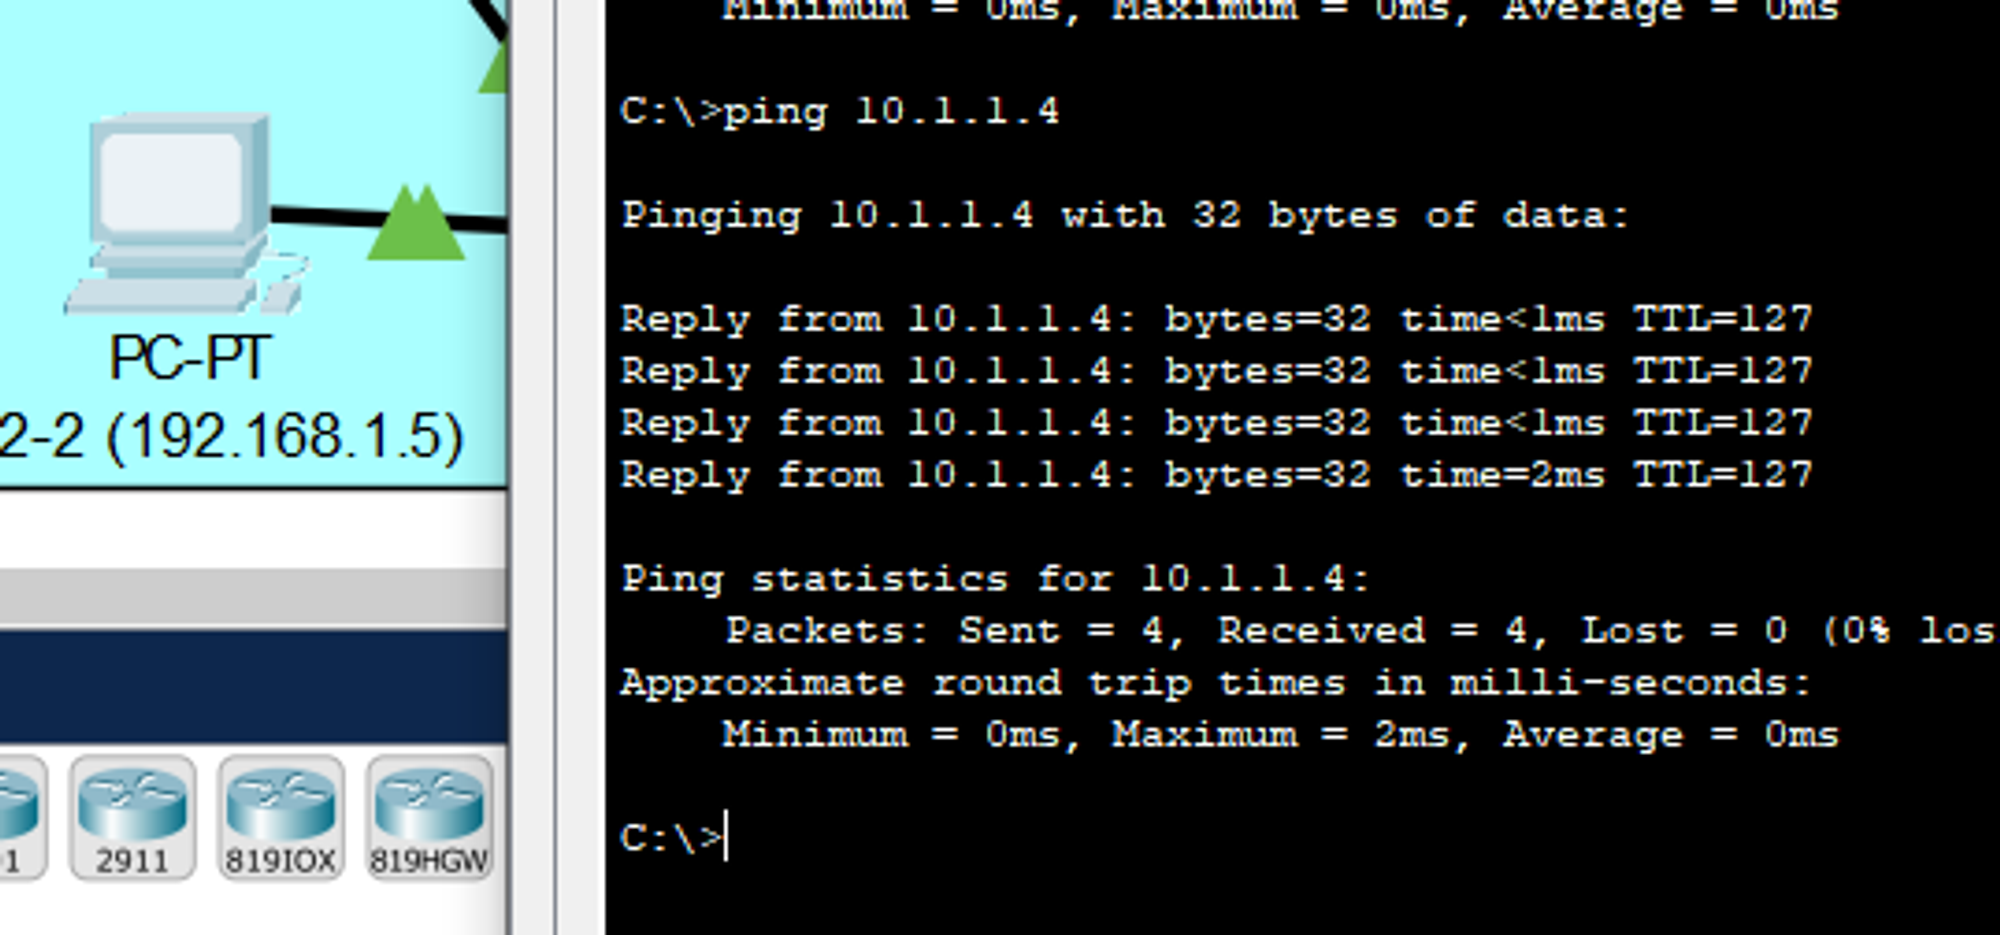 PC-PT
2-2 (192.168.1.5)
1
2911
819IOX
819HGW
Minimum = 0ms, Maximum = 0ms, Average = 0ms
C:\>ping 10.1.1.4
Pinging 10.1.1.4 with 32 bytes of data:
Reply from 10.1.1.4: bytes=32 time<1ms TTL=127
Reply from 10.1.1.4: bytes=32 time<1ms TTL=127
Reply from 10.1.1.4: bytes=32 time<1ms TTL=127
Reply from 10.1.1.4: bytes=32 time=2ms TTL=127
Ping statistics for 10.1.1.4:
Packets: Sent = 4, Received = 4, Lost = 0 (0% los
Approximate round trip times in milli-seconds:
Minimum = 0ms, Maximum = 2ms, Average = 0ms
C:\>